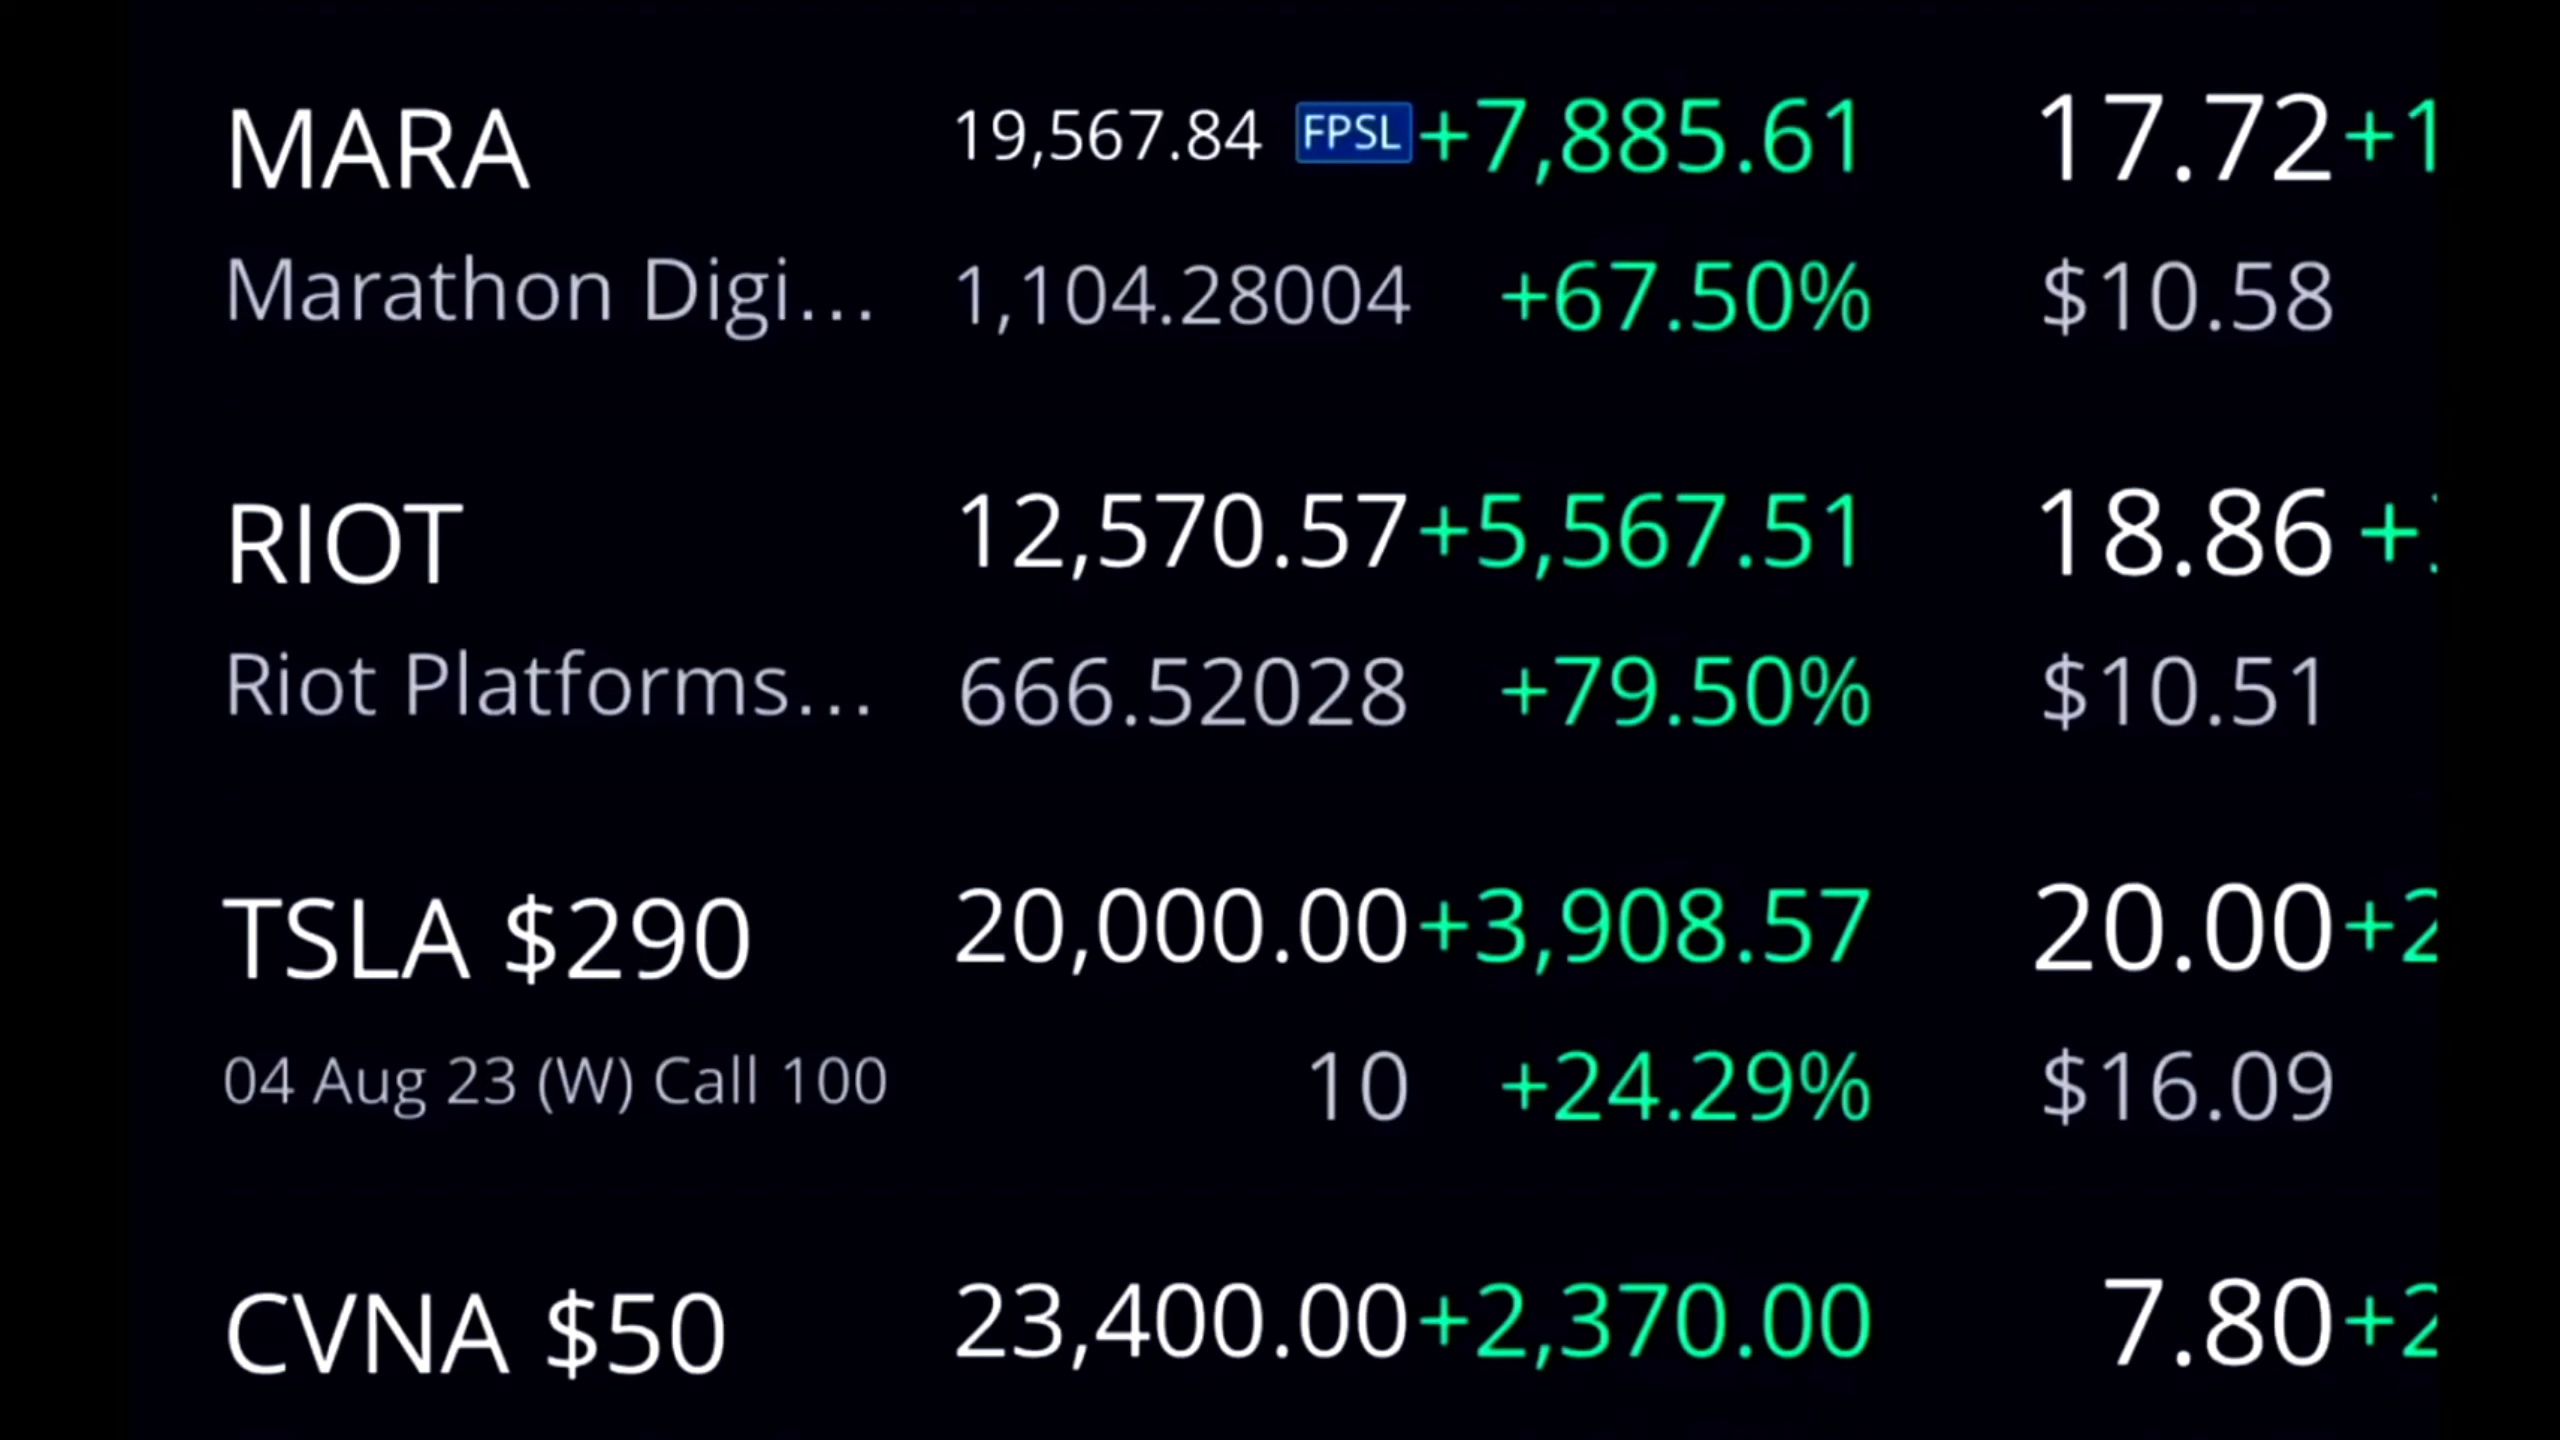 MARA 19,567.84 FPSL +7,885.61 17.72 +1
Marathon Digi... 1,104.28004 +67.50% $10.58
RIOT 12,570.57 +5,567.51 18.86 +
Riot Platforms... 666.52028 +79.50% $10.51
TSLA $290 20,000.00 +3,908.57 20.00 +2
04 Aug 23 (W) Call 100 10 +24.29% $16.09
CVNA $50 23,400.00 +2,370.00 7.80 +2